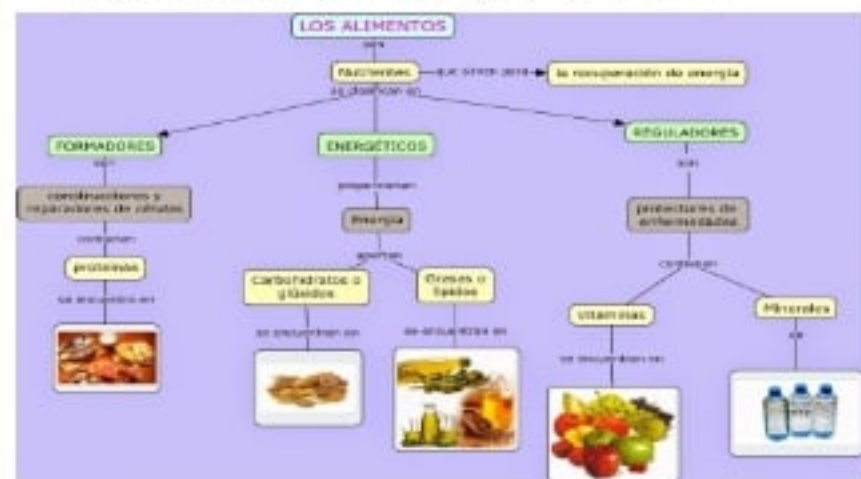 LOS ALIMENTOS
son
Nutrientes
que sirven para
la recuperación de energía
se clasifican en
FORMADORES
ENERGÉTICOS
REGULADORES
son
proporcionan
son
constructores y
reparadores de células
Energía
protectores de
enfermedades
contienen
aportan
contienen
proteinas
Carbohidratos o
glúcidos
Grasas o
lípidos
vitaminas
Minerales
se encuentra en
se encuentran en
se encuentran en
se encuentran en